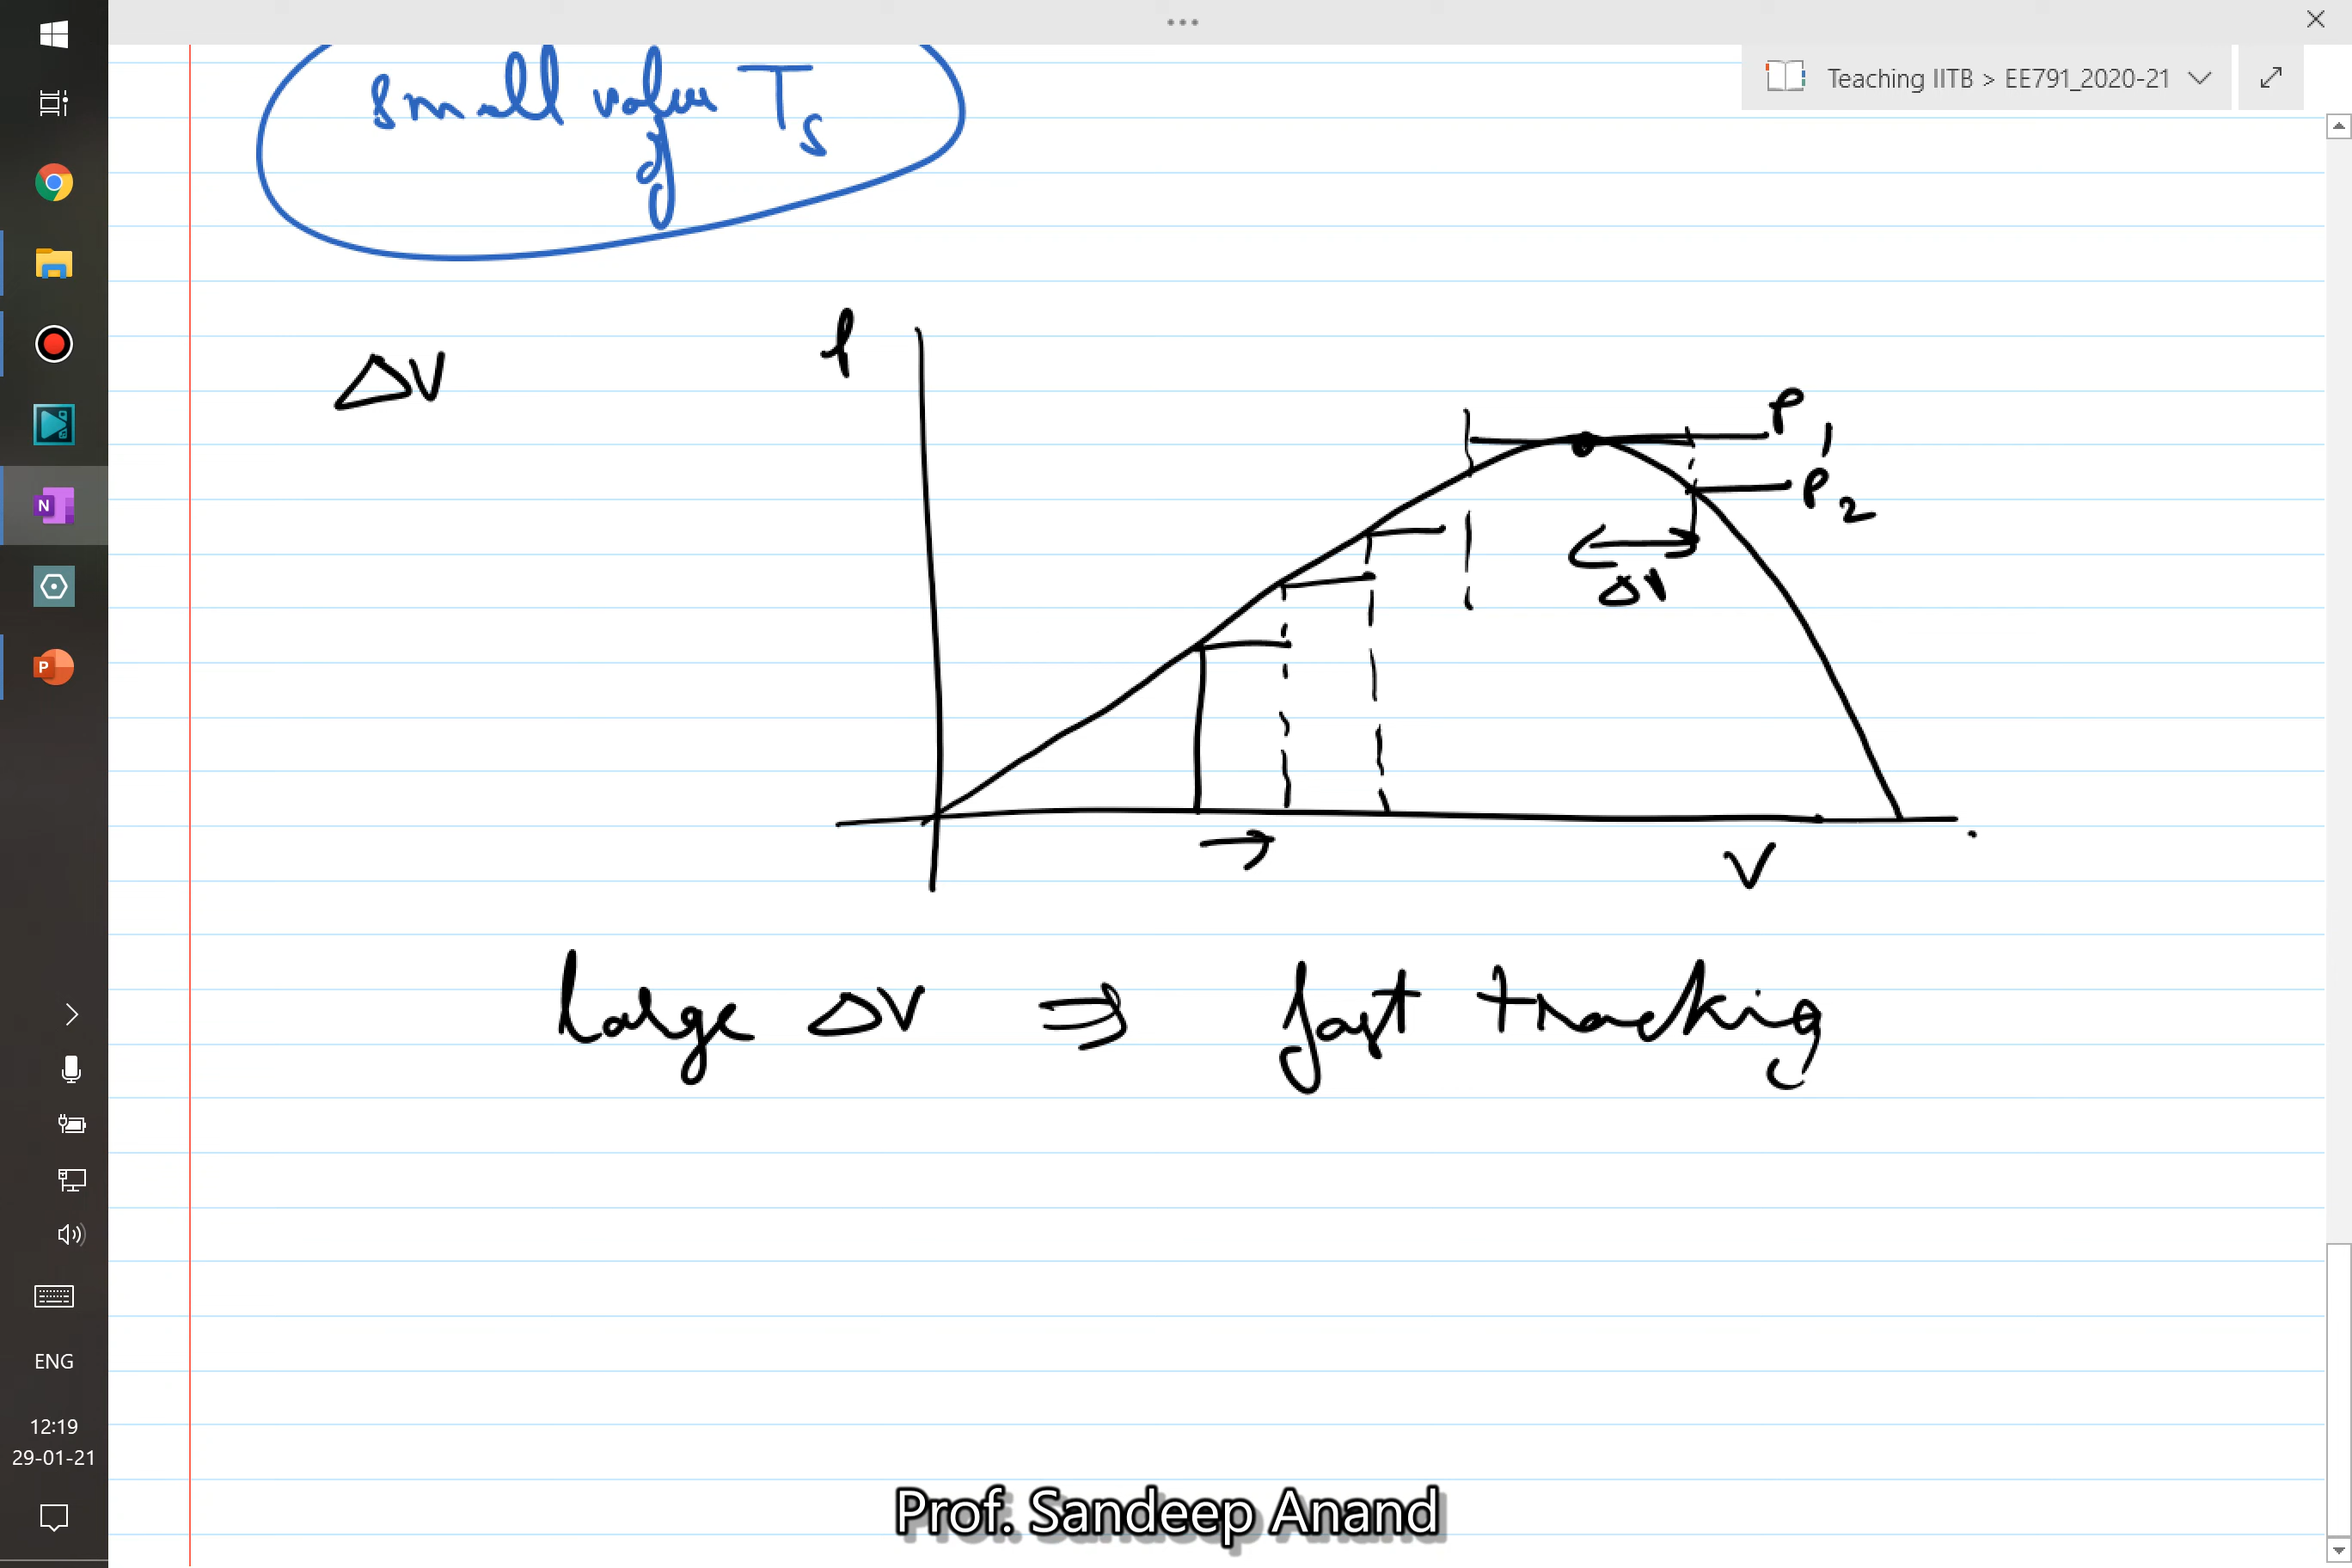 Teaching IITB > EE791_2020-21
small value of Ts
ΔV
P
P1
P2
ΔV
V
large ΔV ⇒ fast tracking
N
P
ENG
12:19
29-01-21
Prof. Sandeep Anand